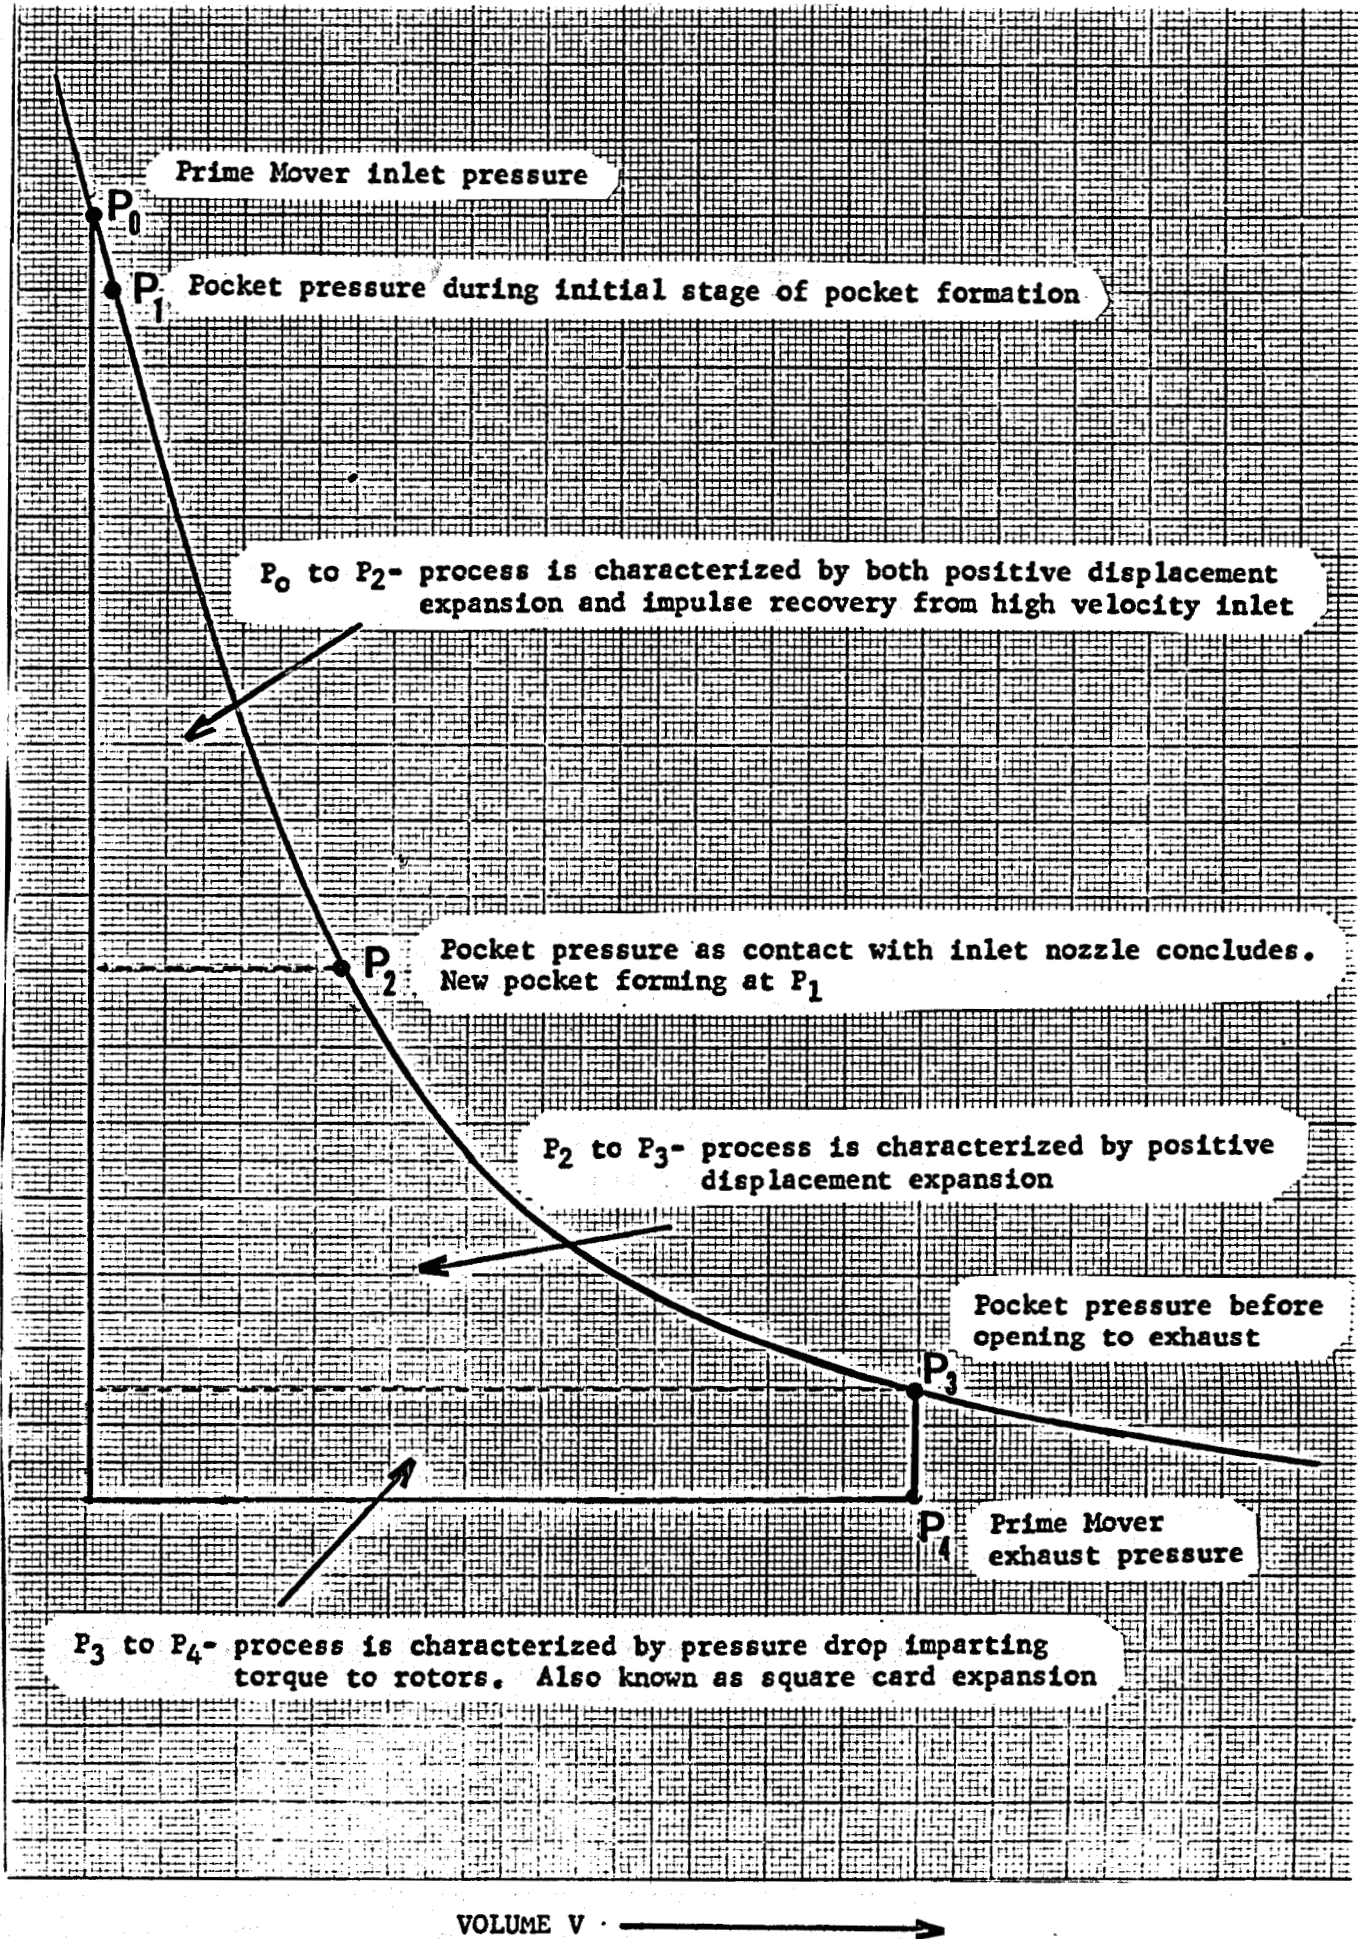 Prime Mover inlet pressure
P0
P1 Pocket pressure during initial stage of pocket formation
Po to P2- process is characterized by both positive displacement
expansion and impulse recovery from high velocity inlet
P2 Pocket pressure as contact with inlet nozzle concludes.
New pocket forming at P1
P2 to P3- process is characterized by positive
displacement expansion
Pocket pressure before
opening to exhaust
P3
P4 Prime Mover
exhaust pressure
P3 to P4- process is characterized by pressure drop imparting
torque to rotors. Also known as square card expansion
VOLUME V